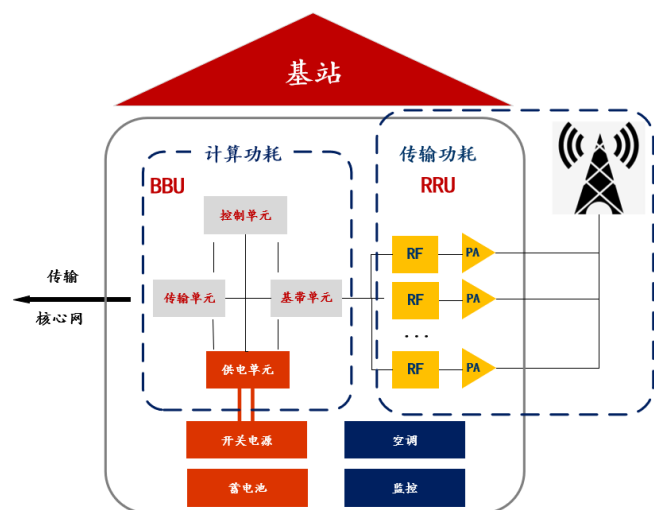 基站
计算功耗
传输功耗
BBU
RRU
控制单元
RF
PA
传输
传输单元
基带单元
RF
PA
核心网
...
供电单元
RF
PA
开关电源
空调
蓄电池
监控